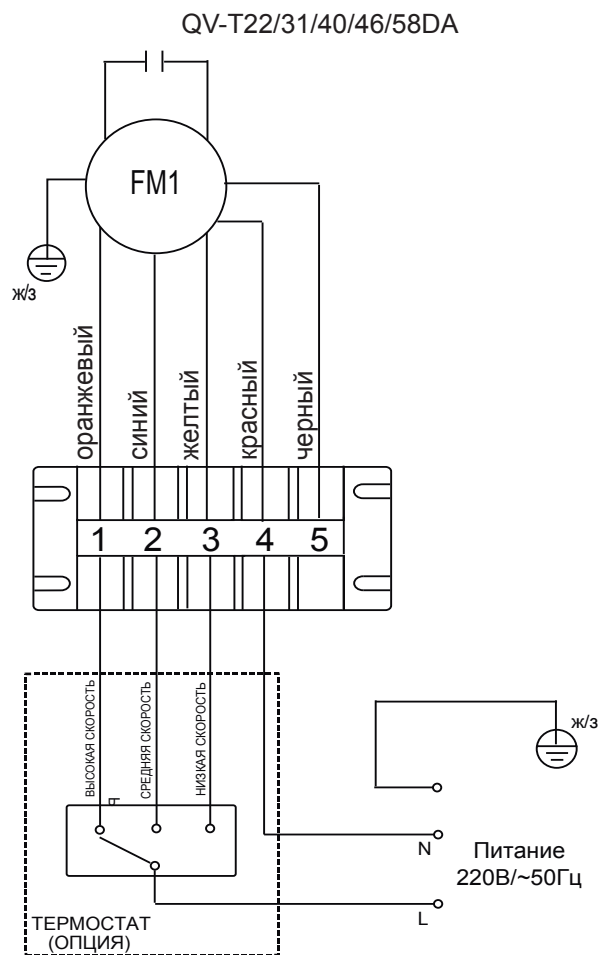 QV-T22/31/40/46/58DA
FM1
ж/з
оранжевый
синий
желтый
красный
черный
1 2 3 4 5
ВЫСОКАЯ СКОРОСТЬ
СРЕДНЯЯ СКОРОСТЬ
НИЗКАЯ СКОРОСТЬ
ж/з
N
Питание
220В/~50Гц
L
ТЕРМОСТАТ
(ОПЦИЯ)